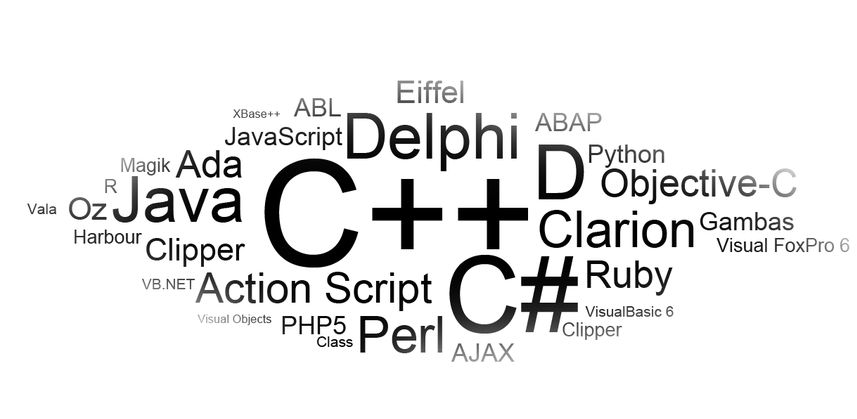 Eiffel
XBase++ ABL
JavaScript Delphi ABAP
Magik Ada Python
R Java C++ D Objective-C
Vala Oz
Harbour Clipper Clarion Gambas
Visual FoxPro 6
VB.NET Action Script C# Ruby
Visual Objects PHP5 Perl VisualBasic 6
Class Clipper
AJAX